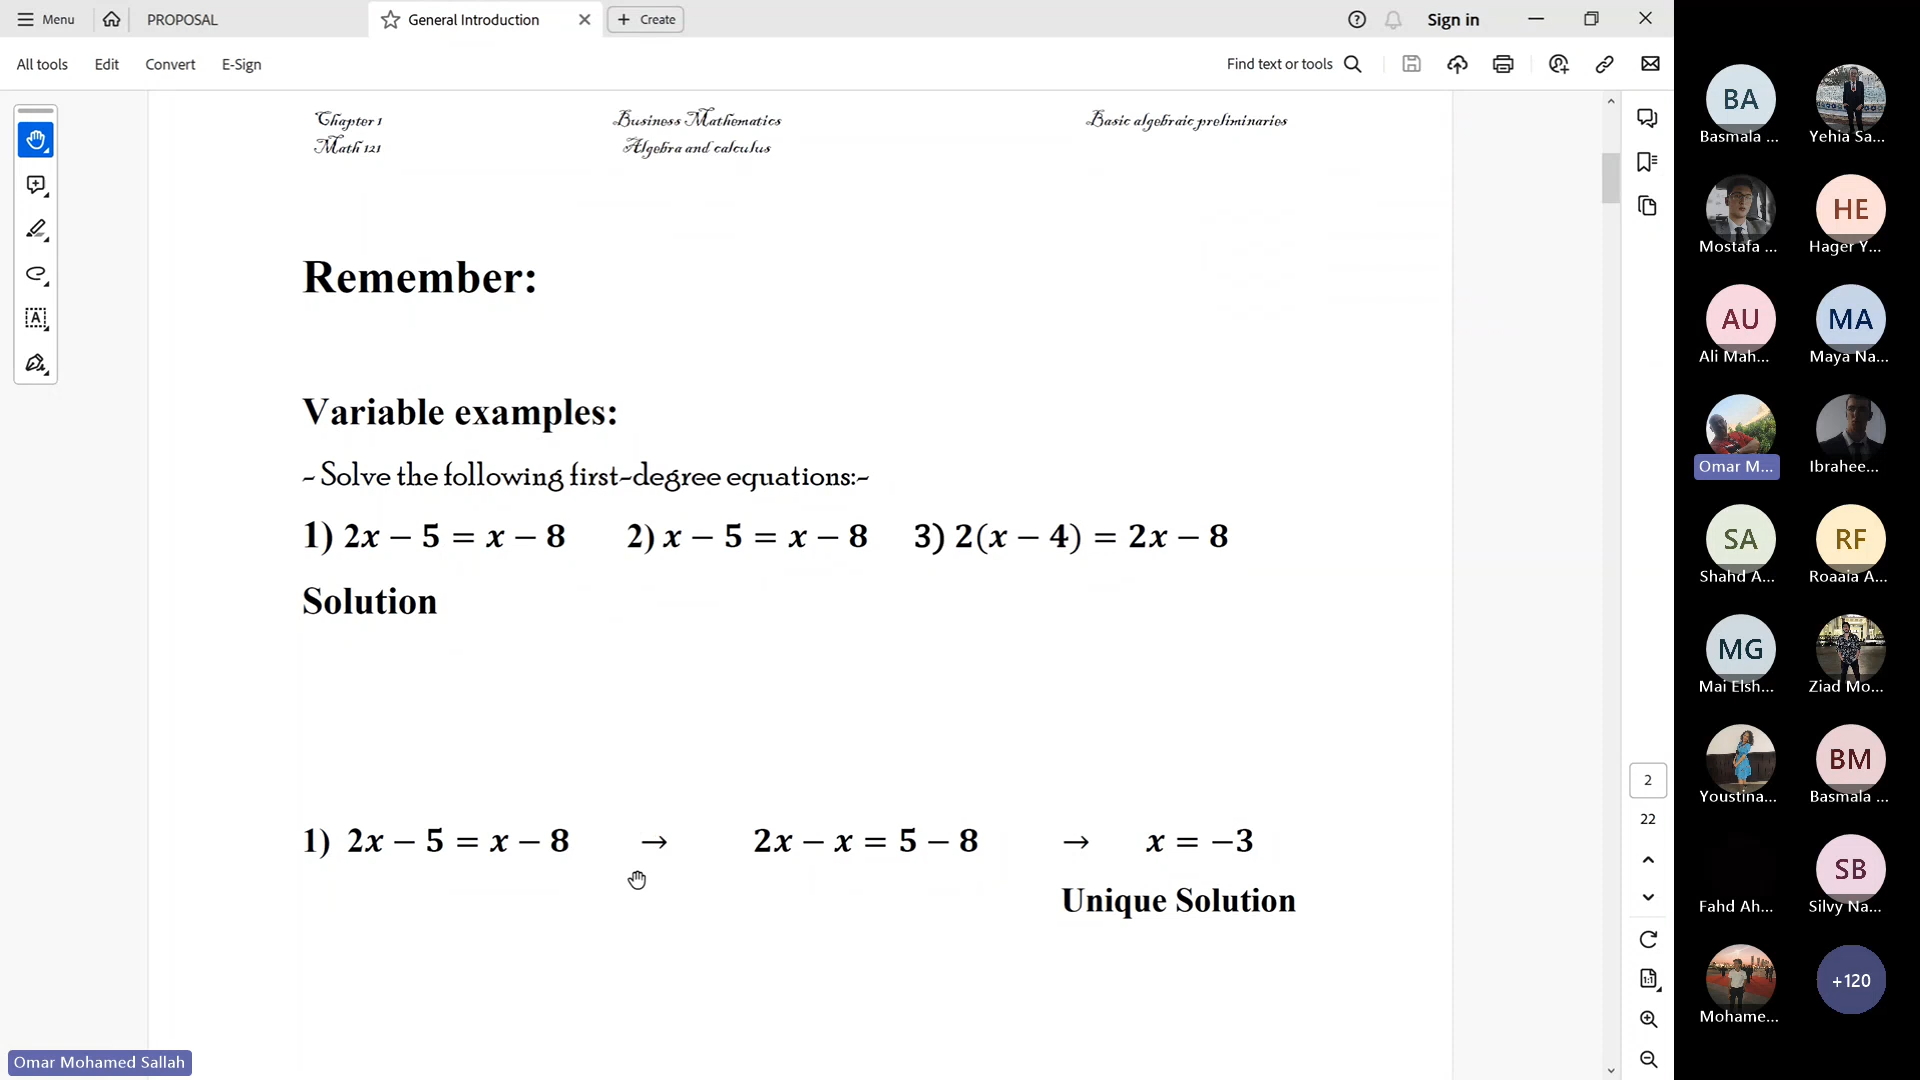 Menu
PROPOSAL
General Introduction
Create
Sign in
All tools
Edit
Convert
E-Sign
Find text or tools
Chapter 1
Business Mathematics
Basic algebraic preliminaries
Math 121
Algebra and calculus
Remember:
Variable examples:
- Solve the following first-degree equations:-
1) 2x − 5 = x − 8 2) x − 5 = x − 8 3) 2(x − 4) = 2x − 8
Solution
1) 2x − 5 = x − 8 → 2x − x = 5 − 8 → x = −3
Unique Solution
2
22
Omar Mohamed Sallah
BA
Basmala ...
Yehia Sa...
Mostafa ...
HE
Hager Y...
AU
Ali Mah...
MA
Maya Na...
Omar M...
Ibrahee...
SA
Shahd A...
RF
Roaaia A...
MG
Mai Elsh...
Ziad Mo...
Youstina...
BM
Basmala ...
Fahd Ah...
SB
Silvy Na...
Mohame...
+120